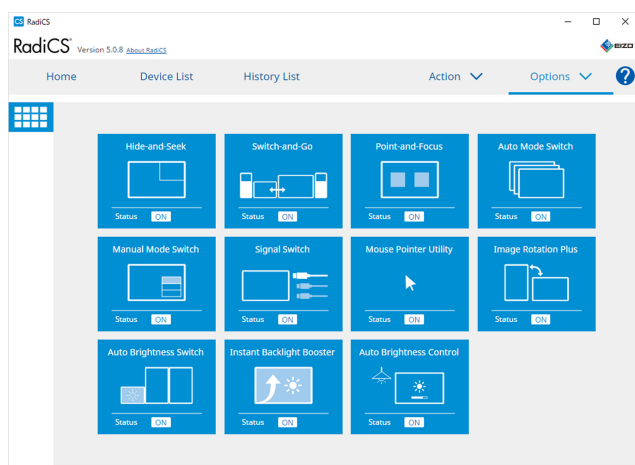 CS RadiCS
RadiCS® Version 5.0.8 About RadiCS EIZO
Home Device List History List Action Options ?
Hide-and-Seek Switch-and-Go Point-and-Focus Auto Mode Switch
Status ON Status ON Status ON Status ON
Manual Mode Switch Signal Switch Mouse Pointer Utility Image Rotation Plus
Status ON Status ON Status ON Status ON
Auto Brightness Switch Instant Backlight Booster Auto Brightness Control
Status ON Status ON Status ON